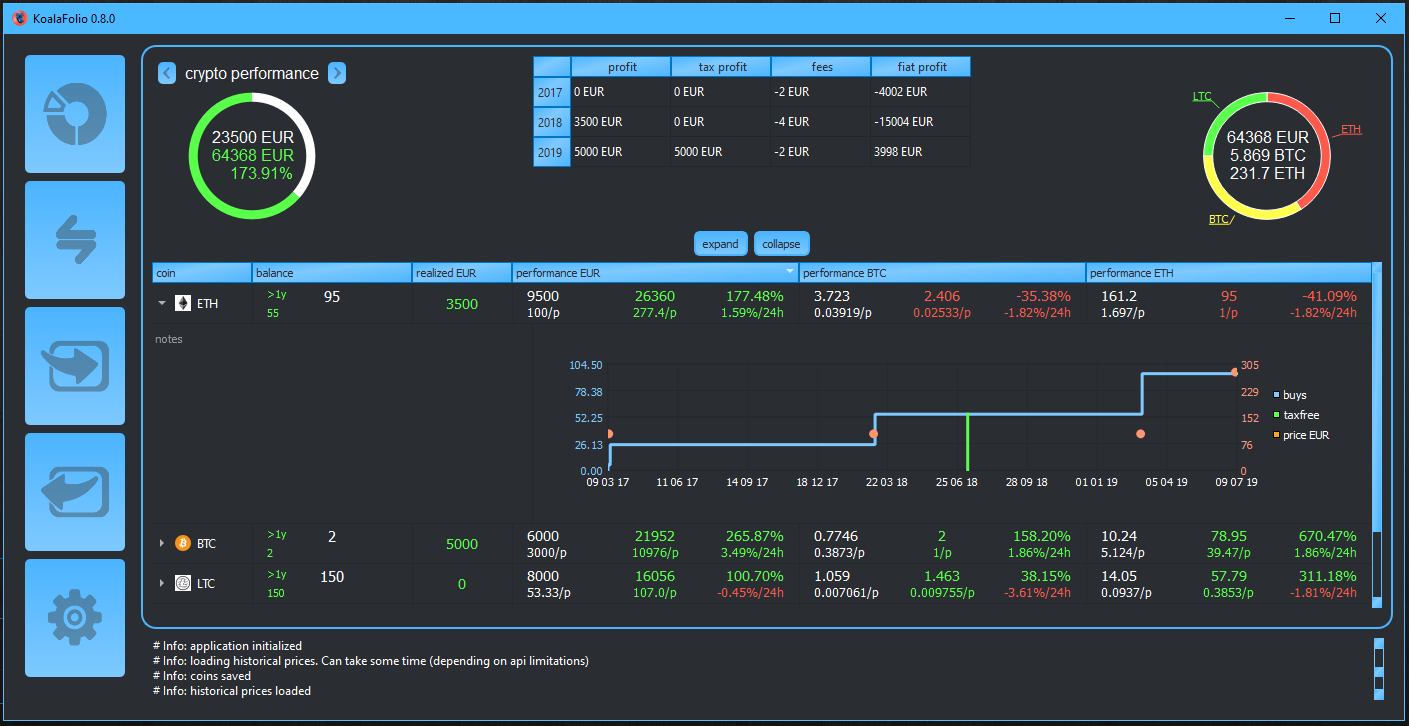 KoalaFolio 0.8.0
crypto performance
23500 EUR
64368 EUR
173.91%
profit tax profit fees fiat profit
2017 0 EUR 0 EUR -2 EUR -4002 EUR
2018 3500 EUR 0 EUR -4 EUR -15004 EUR
2019 5000 EUR 5000 EUR -2 EUR 3998 EUR
LTC
ETH
BTC
64368 EUR
5.869 BTC
231.7 ETH
expand collapse
coin balance realized EUR performance EUR performance BTC performance ETH
ETH >1y 95 3500 9500 26360 177.48% 3.723 2.406 -35.38% 161.2 95 -41.09%
55 100/p 277.4/p 1.59%/24h 0.03919/p 0.02533/p -1.82%/24h 1.697/p 1/p -1.82%/24h
notes
104.50 305
78.38 229
52.25 152
26.13 76
0.00 0
09 03 17 11 06 17 14 09 17 18 12 17 22 03 18 25 06 18 28 09 18 01 01 19 05 04 19 09 07 19
buys
taxfree
price EUR
BTC >1y 2 5000 6000 21952 265.87% 0.7746 2 158.20% 10.24 78.95 670.47%
2 3000/p 10976/p 3.49%/24h 0.3873/p 1/p 1.86%/24h 5.124/p 39.47/p 1.86%/24h
LTC >1y 150 0 8000 16056 100.70% 1.059 1.463 38.15% 14.05 57.79 311.18%
150 53.33/p 107.0/p -0.45%/24h 0.007061/p 0.009755/p -3.61%/24h 0.0937/p 0.3853/p -1.81%/24h
# Info: application initialized
# Info: loading historical prices. Can take some time (depending on api limitations)
# Info: coins saved
# Info: historical prices loaded